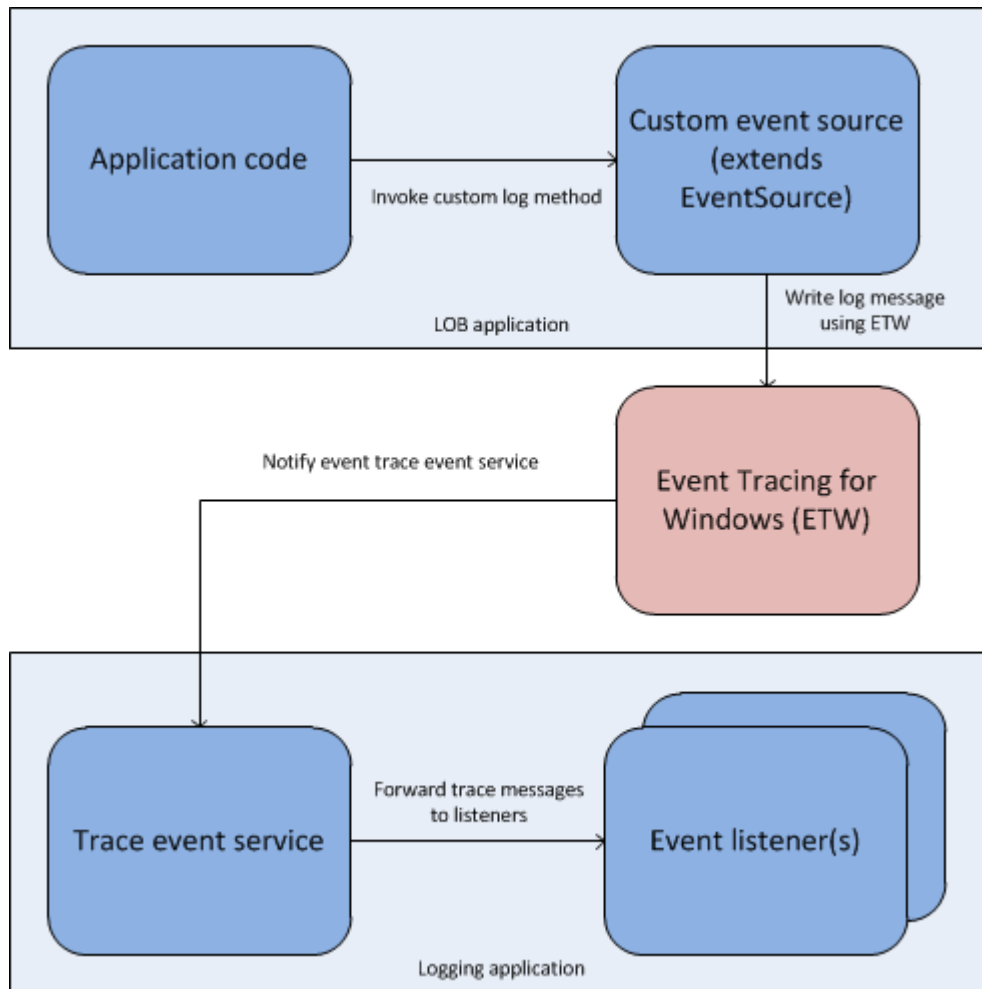 Application code
Custom event source
(extends
EventSource)
Invoke custom log method
Write log message
using ETW
LOB application
Notify event trace event service
Event Tracing for
Windows (ETW)
Trace event service
Forward trace messages
to listeners
Event listener(s)
Logging application